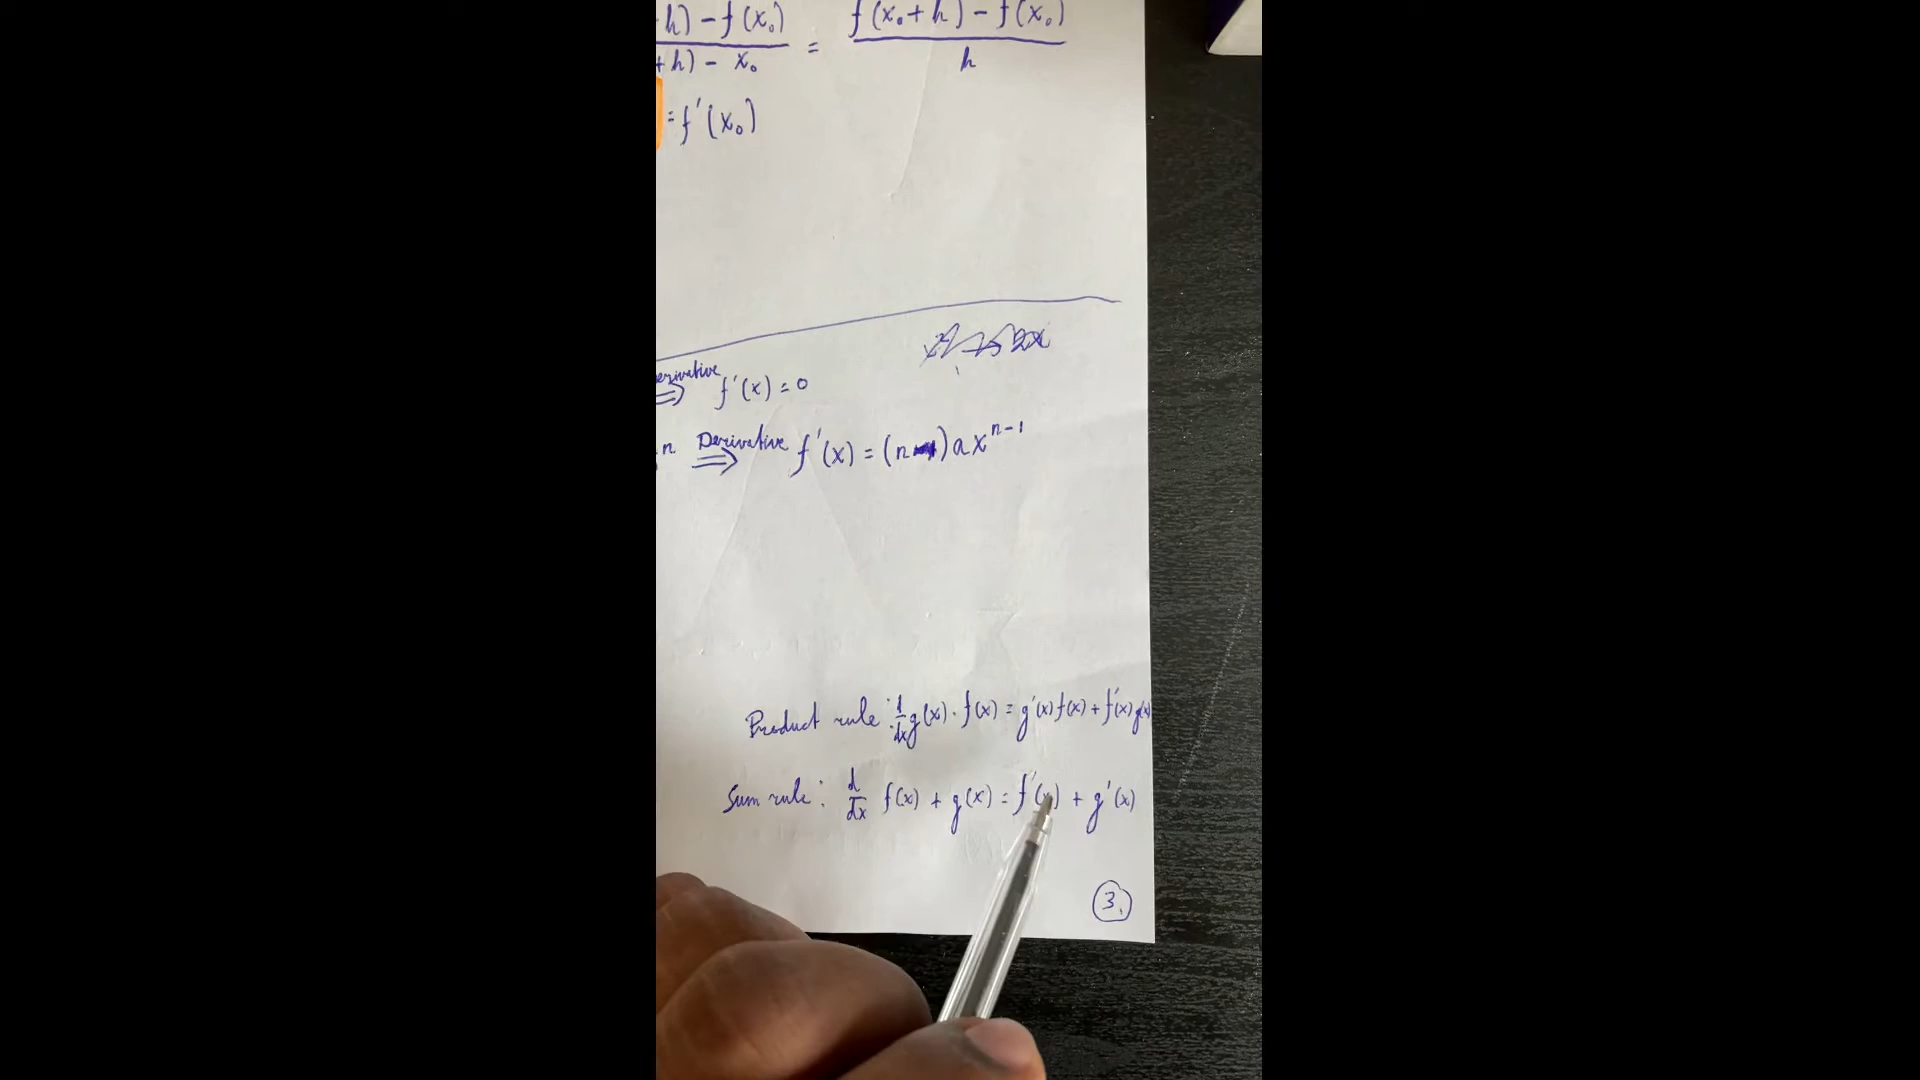 h) - f(x₀) = f(x₀+h) - f(x₀)
+h) - x₀ h
= f'(x₀)
erivative
⇒ f'(x) = 0
n Derivative ⇒ f'(x) = (n ) a xⁿ⁻¹
Product rule : d/dx g(x) · f(x) = g'(x) f(x) + f'(x) g(x)
Sum rule : d/dx f(x) + g(x) = f'(x) + g'(x)
3.